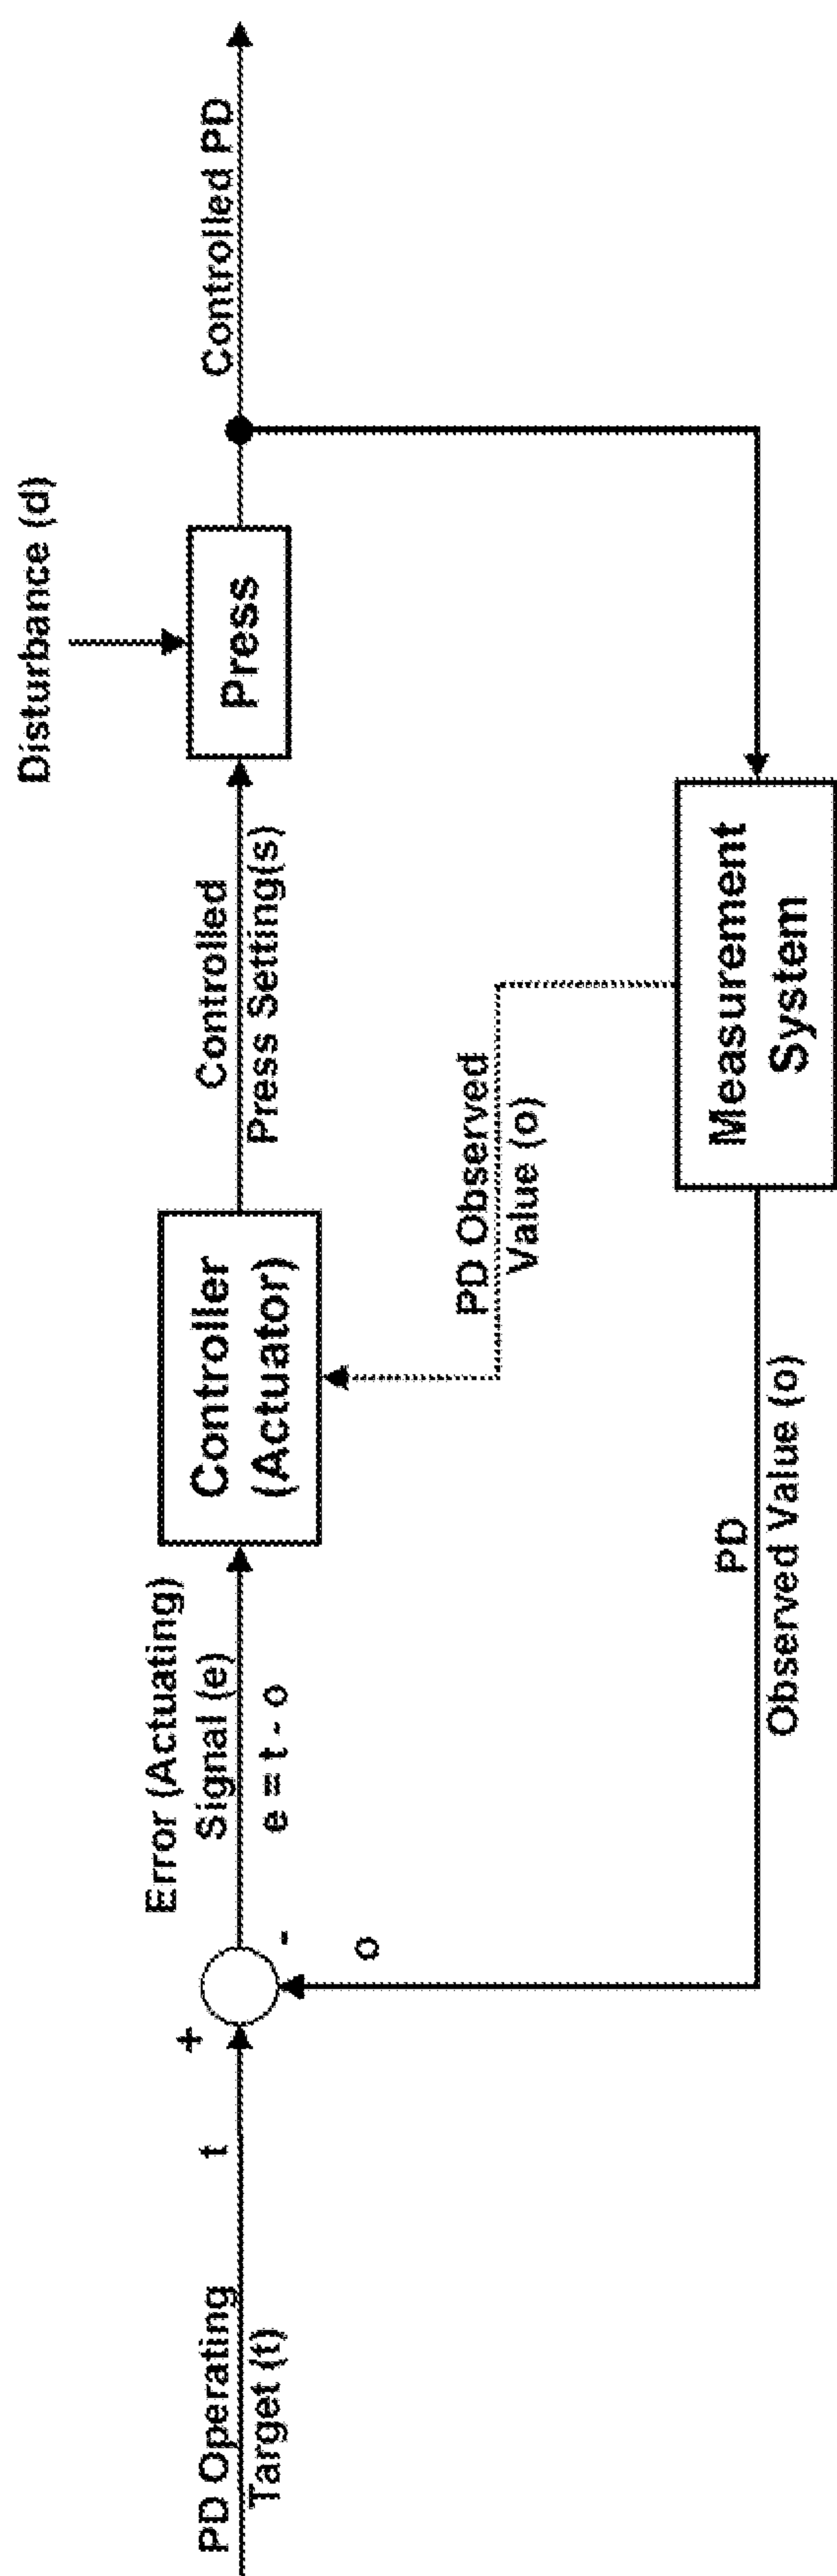 PD Operating
Target (t)
t
+
-
o
Error (Actuating)
Signal (e)
e = t - o
Controller
(Actuator)
Controlled
Press Setting(s)
Disturbance (d)
Press
Controlled PD
PD Observed
Value (o)
Measurement
System
PD
Observed Value (o)